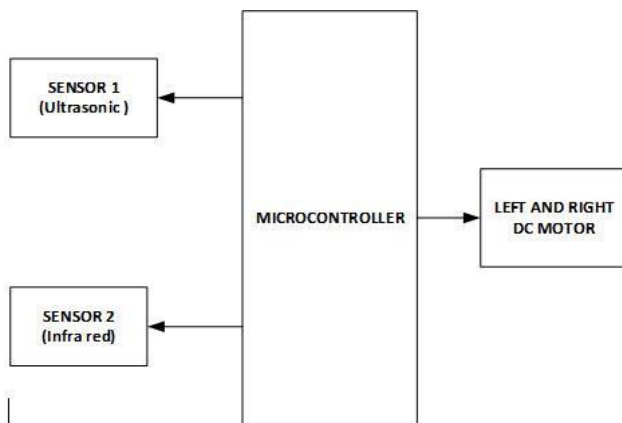 SENSOR 1
(Ultrasonic )
MICROCONTROLLER
LEFT AND RIGHT
DC MOTOR
SENSOR 2
(Infra red)